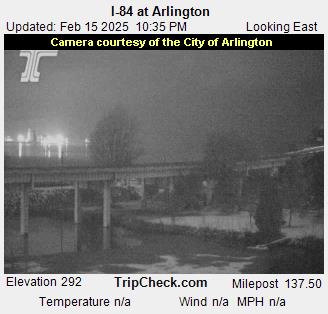 I-84 at Arlington
Updated: Feb 15 2025 10:35 PM Looking East
Camera courtesy of the City of Arlington
Elevation 292 TripCheck.com Milepost 137.50
Temperature n/a Wind n/a MPH n/a